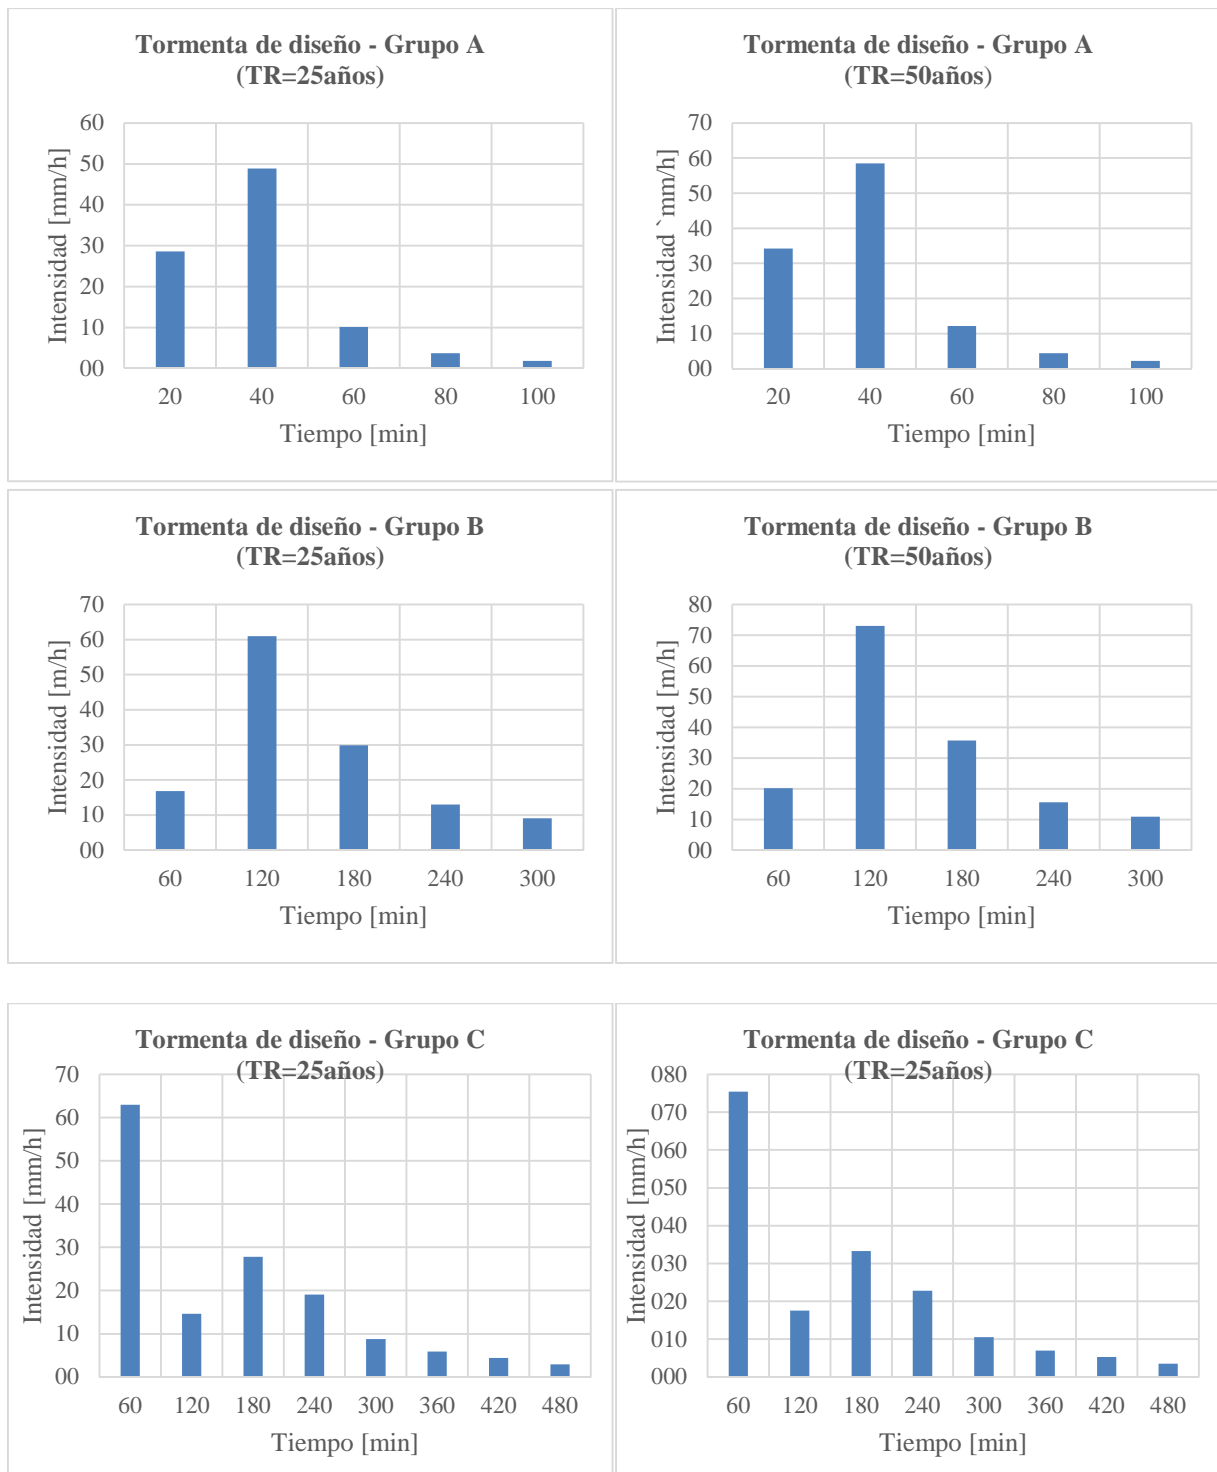 Tormenta de diseño - Grupo A
(TR=25años)
60
50
40
30
20
10
00
Intensidad [mm/h]
20 40 60 80 100
Tiempo [min]
Tormenta de diseño - Grupo A
(TR=50años)
70
60
50
40
30
20
10
00
Intensidad `mm/h]
20 40 60 80 100
Tiempo [min]
Tormenta de diseño - Grupo B
(TR=25años)
70
60
50
40
30
20
10
00
Intensidad [m/h]
60 120 180 240 300
Tiempo [min]
Tormenta de diseño - Grupo B
(TR=50años)
80
70
60
50
40
30
20
10
00
Intensidad [m/h]
60 120 180 240 300
Tiempo [min]
Tormenta de diseño - Grupo C
(TR=25años)
70
60
50
40
30
20
10
00
Intensidad [mm/h]
60 120 180 240 300 360 420 480
Tiempo [min]
Tormenta de diseño - Grupo C
(TR=25años)
080
070
060
050
040
030
020
010
000
Intensidad [mm/h]
60 120 180 240 300 360 420 480
Tiempo [min]